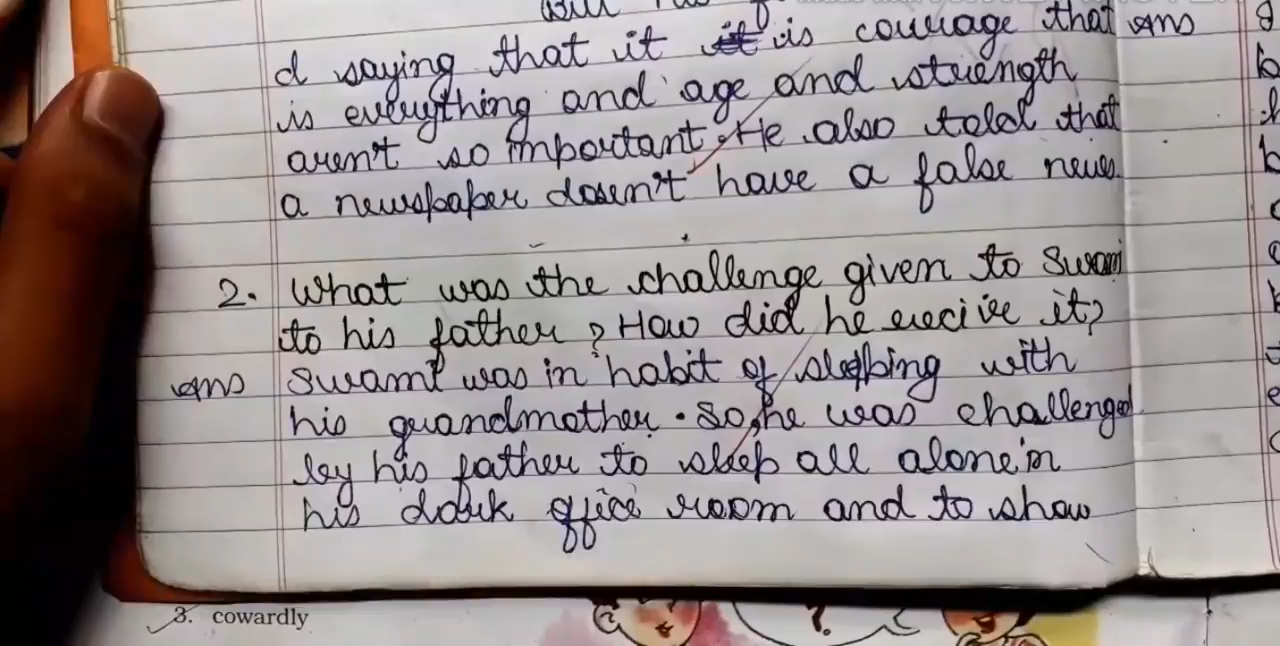 d saying that it is courage that
is everything and age and strength
aren't so important. He also told that
a newspaper dosen't have a false news.
2. What was the challenge given to Swami
to his father? How did he recive it?
Ans Swami was in habit of sleeping with
his grandmother. So, he was challenged
by his father to sleep all alone in
his dark office room and to show
Ans
3. cowardly
?